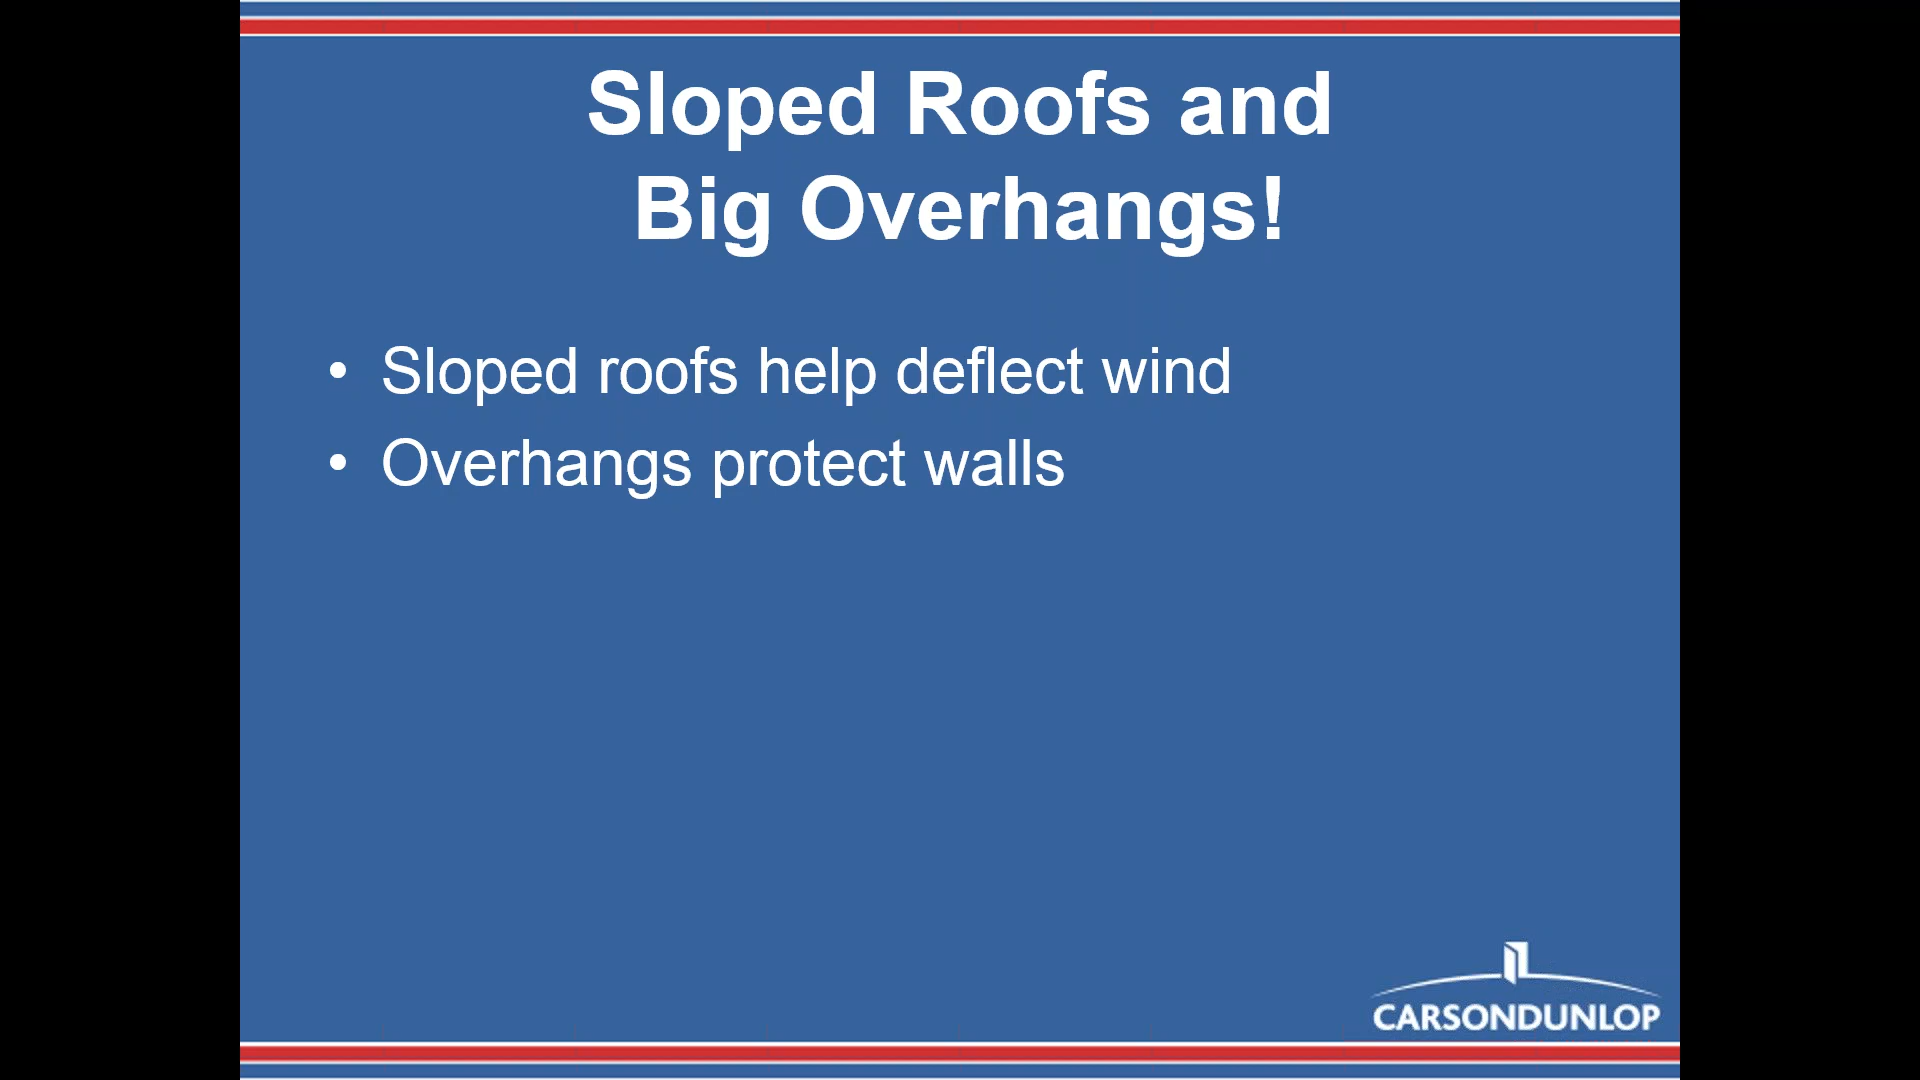 Sloped Roofs and
Big Overhangs!
• Sloped roofs help deflect wind
• Overhangs protect walls
CARSONDUNLOP